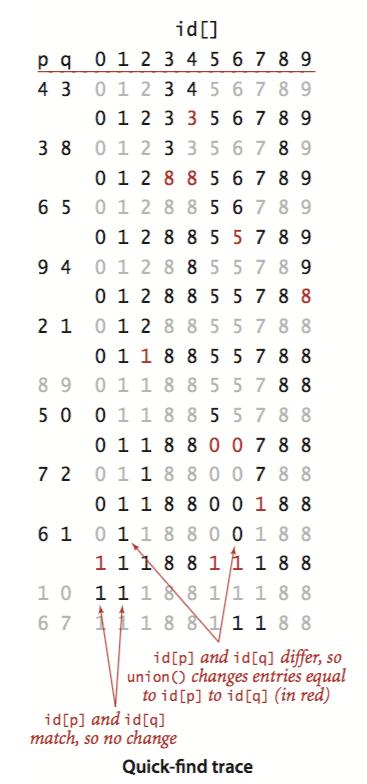 id[]
p q 0 1 2 3 4 5 6 7 8 9
4 3 0 1 2 3 4 5 6 7 8 9
0 1 2 3 3 5 6 7 8 9
3 8 0 1 2 3 3 5 6 7 8 9
0 1 2 8 8 5 6 7 8 9
6 5 0 1 2 8 8 5 6 7 8 9
0 1 2 8 8 5 5 7 8 9
9 4 0 1 2 8 8 5 5 7 8 9
0 1 2 8 8 5 5 7 8 8
2 1 0 1 2 8 8 5 5 7 8 8
0 1 1 8 8 5 5 7 8 8
8 9 0 1 1 8 8 5 5 7 8 8
5 0 0 1 1 8 8 5 5 7 8 8
0 1 1 8 8 0 0 7 8 8
7 2 0 1 1 8 8 0 0 7 8 8
0 1 1 8 8 0 0 1 8 8
6 1 0 1 1 8 8 0 0 1 8 8
1 1 1 8 8 1 1 1 8 8
1 0 1 1 1 8 8 1 1 1 8 8
6 7 1 1 1 8 8 1 1 1 8 8
id[p] and id[q] differ, so
union() changes entries equal
to id[p] to id[q] (in red)
id[p] and id[q]
match, so no change
Quick-find trace